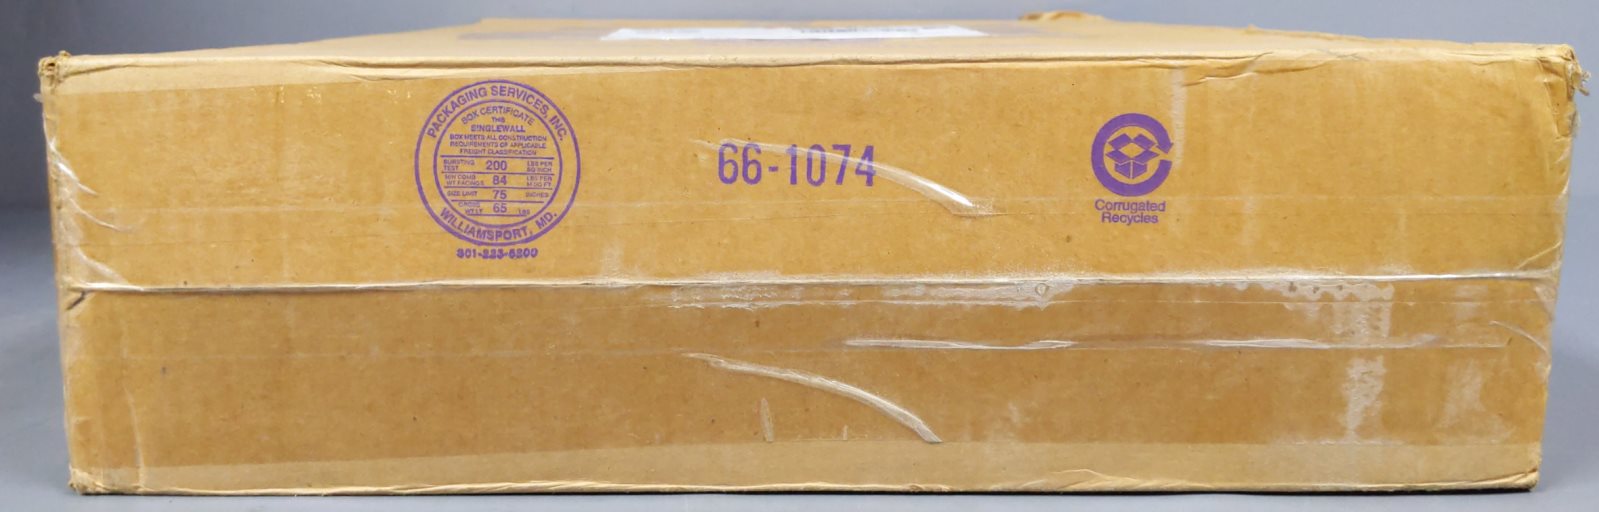 PACKAGING SERVICES, INC.
BOX CERTIFICATE
THIS
SINGLEWALL
BOX MEETS ALL CONSTRUCTION
REQUIREMENTS OF APPLICABLE
FREIGHT CLASSIFICATION
BURSTING TEST 200 LBS PER SQ INCH
MIN COMB WT FACINGS 84 LBS PER M SQ FT
SIZE LIMIT 75 INCHES
GROSS WT LT 65 LBS
WILLIAMSPORT, MD.
301-223-6200
66-1074
Corrugated
Recycles